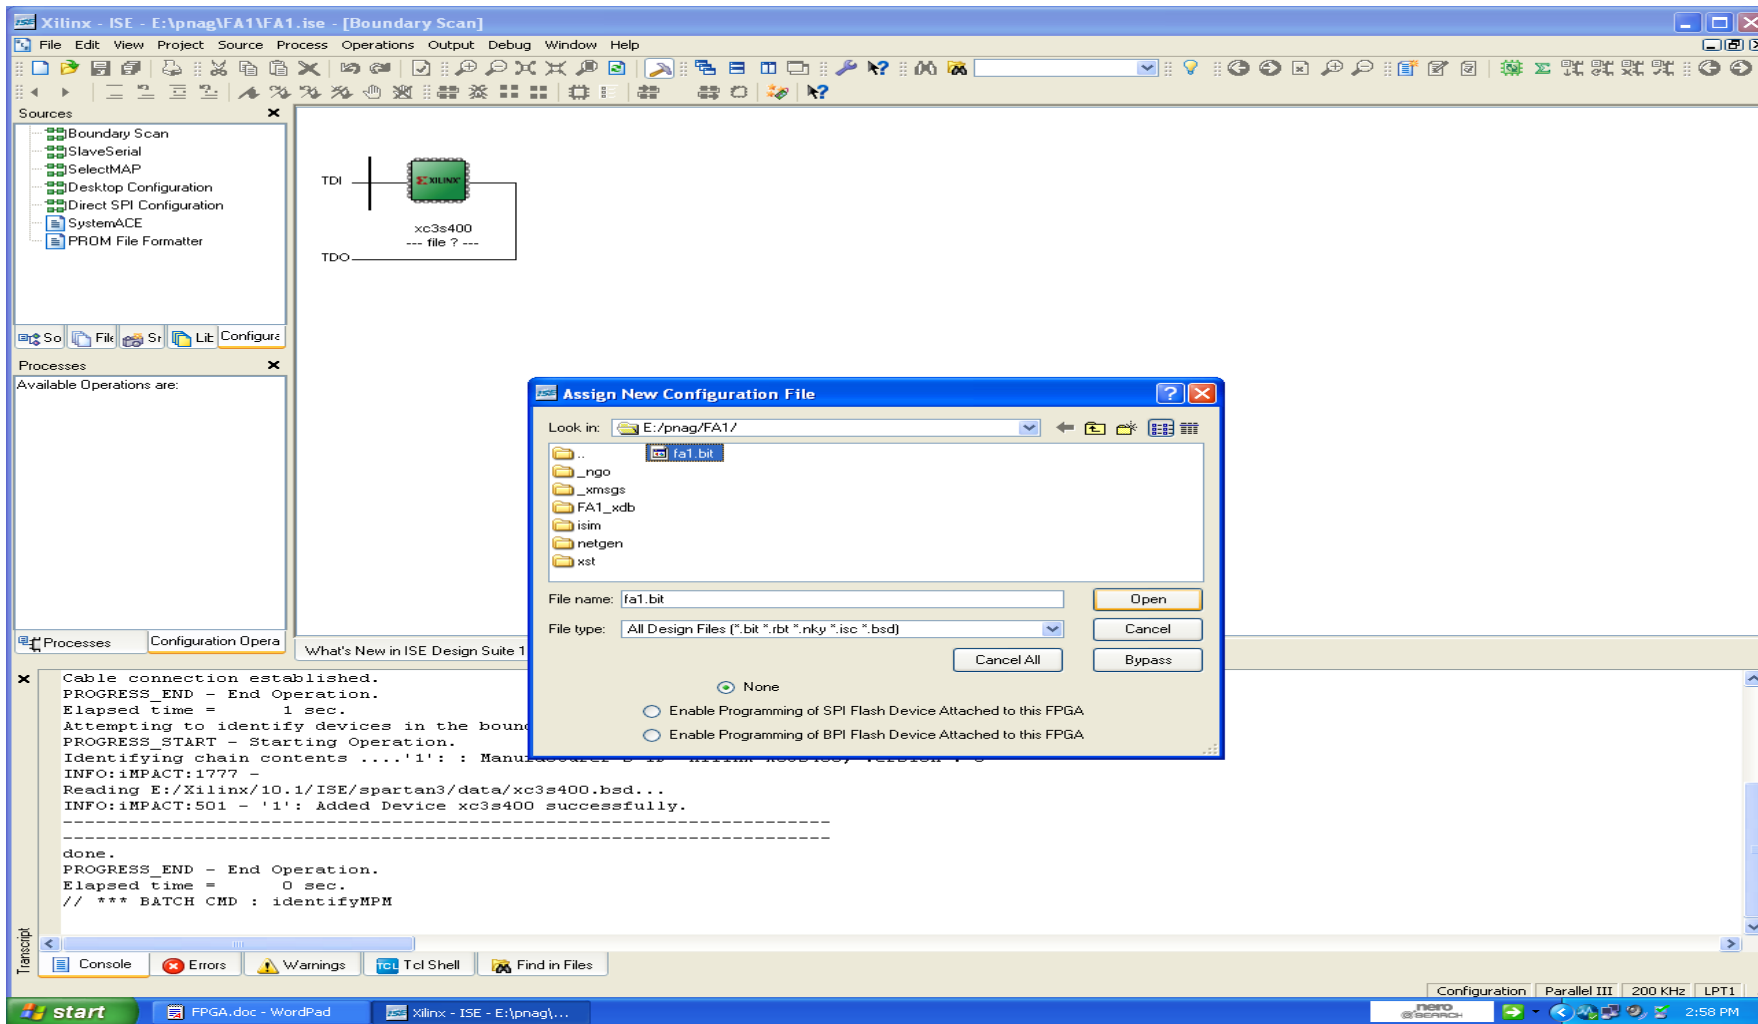 Xilinx - ISE - E:\pnag\FA1\FA1.ise - [Boundary Scan]
File Edit View Project Source Process Operations Output Debug Window Help
Sources
Boundary Scan
SlaveSerial
SelectMAP
Desktop Configuration
Direct SPI Configuration
SystemACE
PROM File Formatter
So File Sr Lib Configura
TDI
XILINX
xc3s400
--- file ? ---
TDO
Processes
Available Operations are:
Processes
Configuration Opera
What's New in ISE Design Suite 1
Assign New Configuration File
Look in: E:/pnag/FA1/
..
_ngo
_xmsgs
FA1_xdb
isim
netgen
xst
fa1.bit
File name: fa1.bit
Open
File type: All Design Files (*.bit *.rbt *.nky *.isc *.bsd)
Cancel
Cancel All
Bypass
None
Enable Programming of SPI Flash Device Attached to this FPGA
Enable Programming of BPI Flash Device Attached to this FPGA
Cable connection established.
PROGRESS_END - End Operation.
Elapsed time = 1 sec.
Attempting to identify devices in the boun
PROGRESS_START - Starting Operation.
Identifying chain contents ....'1': :
INFO:iMPACT:1777 -
Reading E:/Xilinx/10.1/ISE/spartan3/data/xc3s400.bsd...
INFO:iMPACT:501 - '1': Added Device xc3s400 successfully.
----------------------------------------------------------------------
----------------------------------------------------------------------
done.
PROGRESS_END - End Operation.
Elapsed time = 0 sec.
// *** BATCH CMD : identifyMPM
Transcript
Console
Errors
Warnings
TCL Tcl Shell
Find in Files
Configuration Parallel III 200 KHz LPT1
start
FPGA.doc - WordPad
Xilinx - ISE - E:\pnag\...
nero
SEARCH
2:58 PM